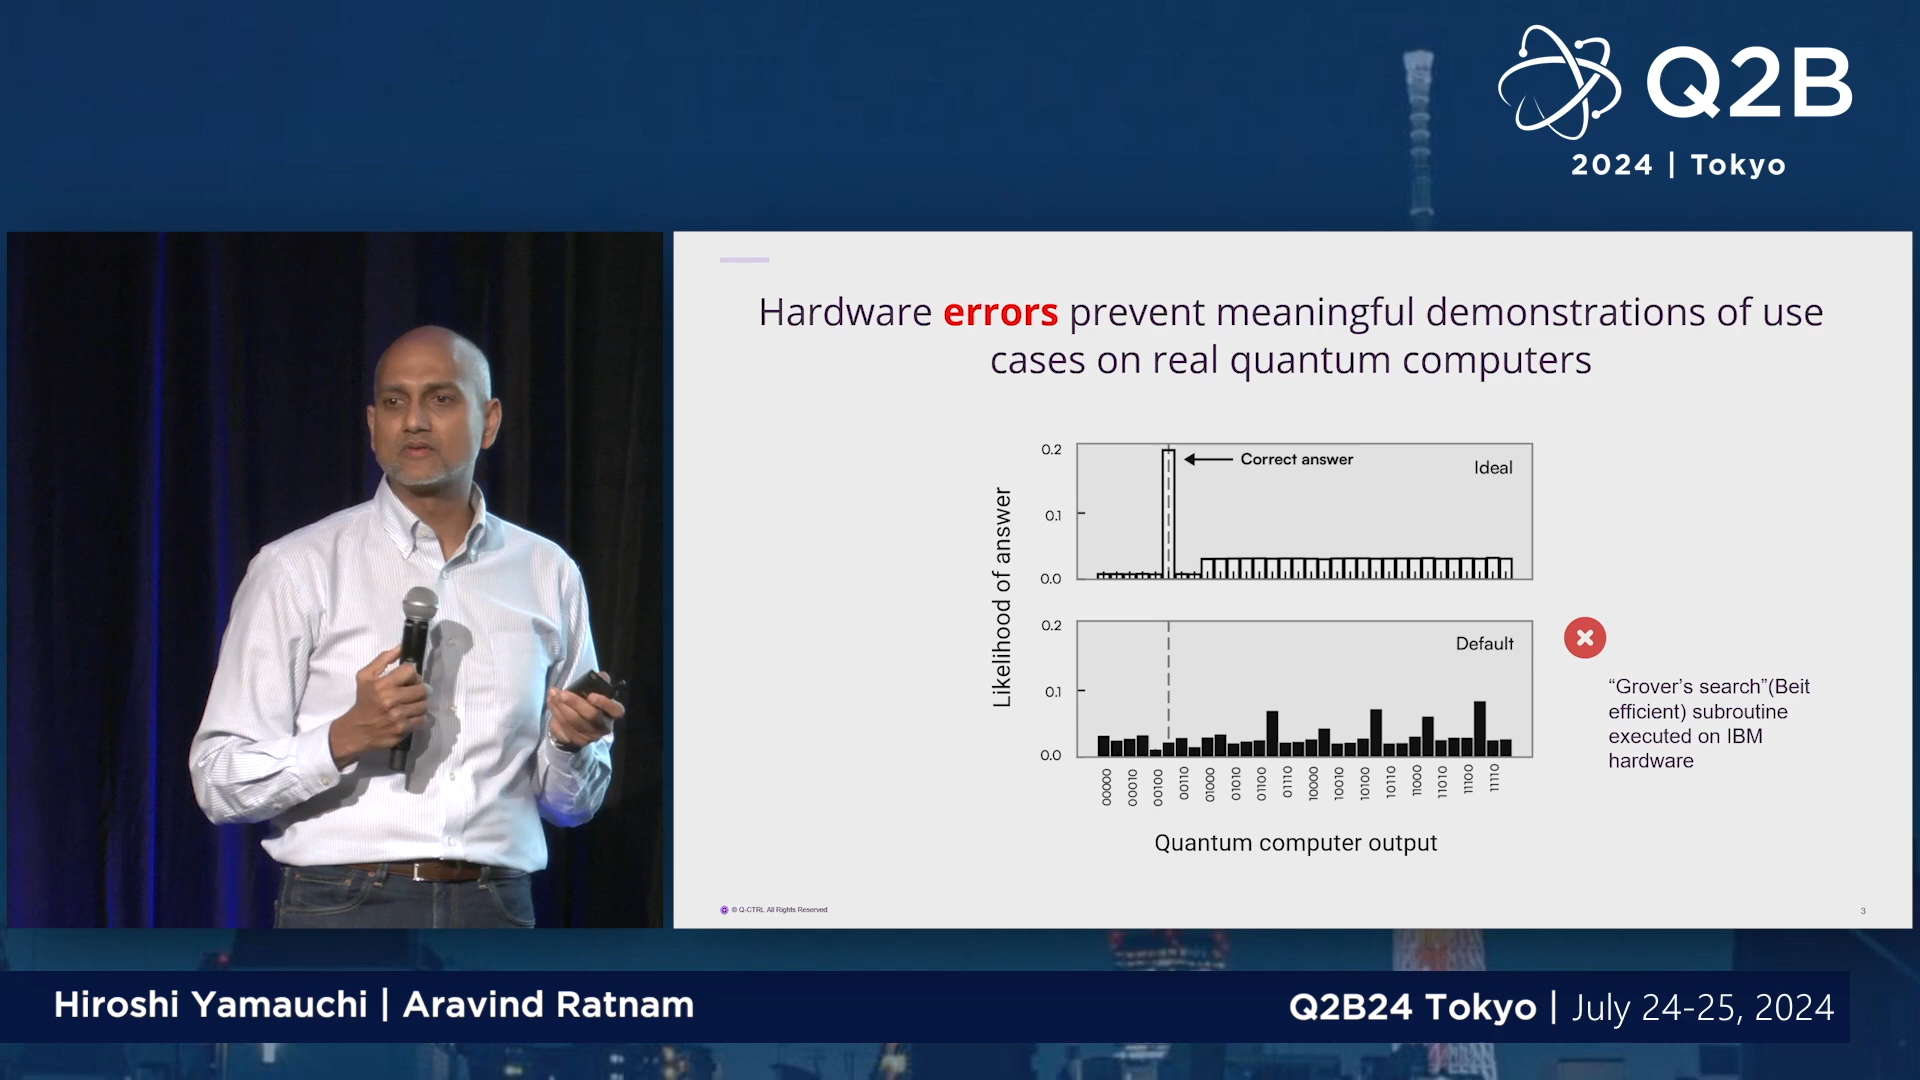 Q2B
2024 | Tokyo
Hardware errors prevent meaningful demonstrations of use
cases on real quantum computers
Likelihood of answer
0.2
0.1
0.0
Correct answer
Ideal
0.2
0.1
0.0
Default
00000
00010
00100
00110
01000
01010
01100
01110
10000
10010
10100
10110
11000
11010
11100
11110
Quantum computer output
“Grover’s search”(Beit
efficient) subroutine
executed on IBM
hardware
© Q-CTRL All Rights Reserved
3
Hiroshi Yamauchi | Aravind Ratnam
Q2B24 Tokyo | July 24-25, 2024